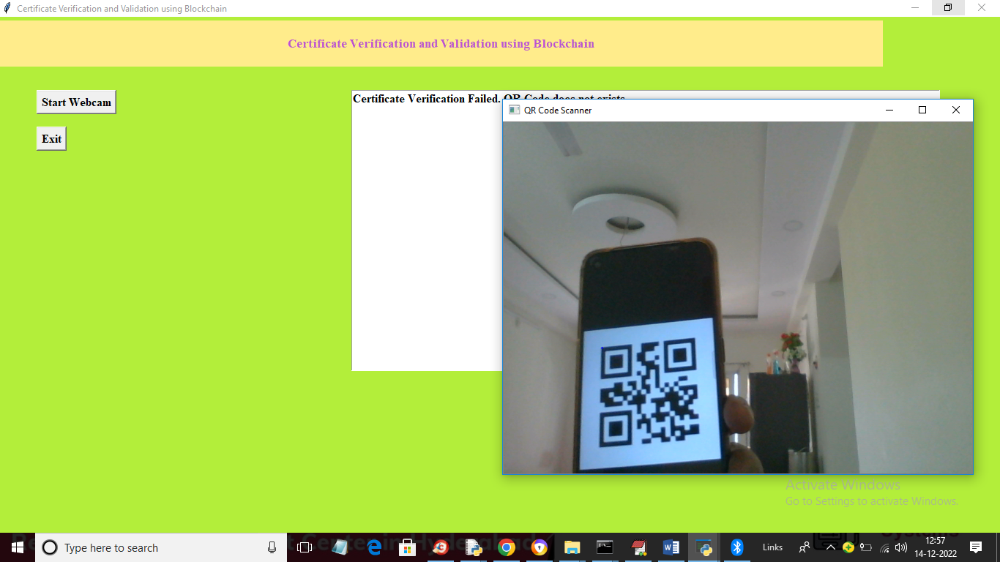 Certificate Verification and Validation using Blockchain
Certificate Verification and Validation using Blockchain
Start Webcam
Exit
Certificate Verification Failed. QR Code does not exists
QR Code Scanner
Activate Windows
Go to Settings to activate Windows.
Type here to search
Links
12:57
14-12-2022